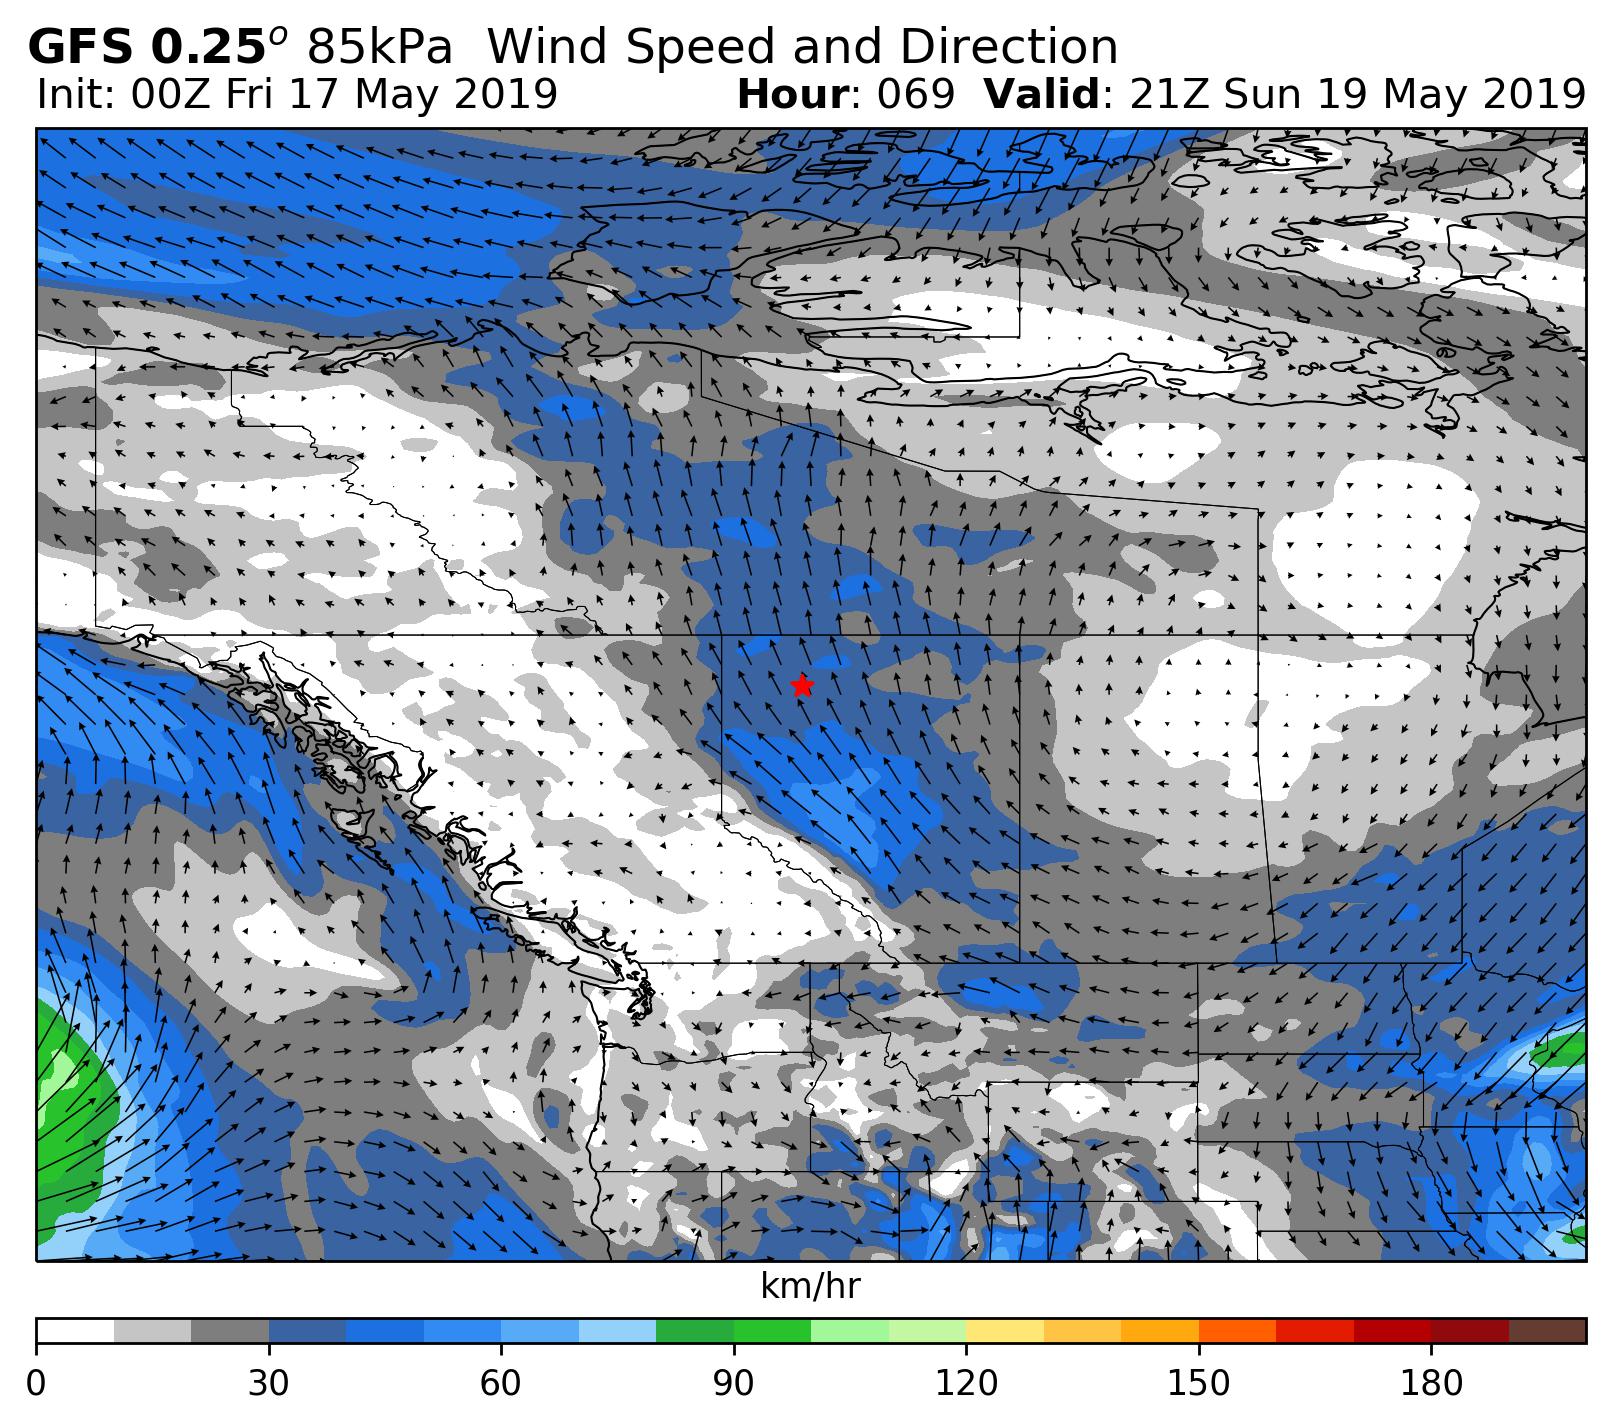 GFS 0.25° 85kPa Wind Speed and Direction
Init: 00Z Fri 17 May 2019 Hour: 069 Valid: 21Z Sun 19 May 2019
km/hr
0 30 60 90 120 150 180